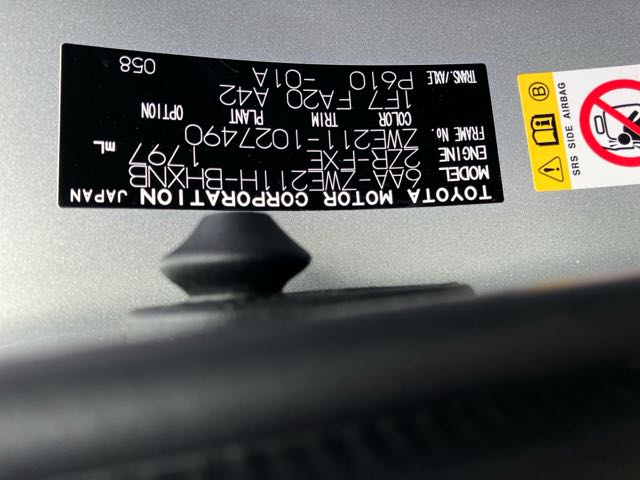 TOYOTA MOTOR CORPORATION JAPAN
MODEL 6AA-ZWE211H-BHXNB
ENGINE 2ZR-FXE 1797 mL
FRAME No. ZWE211-1027490
COLOR TRIM PLANT OPTION
1F7 FA20 A42
TRANS./AXLE P610-01A
058
B
SRS SIDE AIRBAG